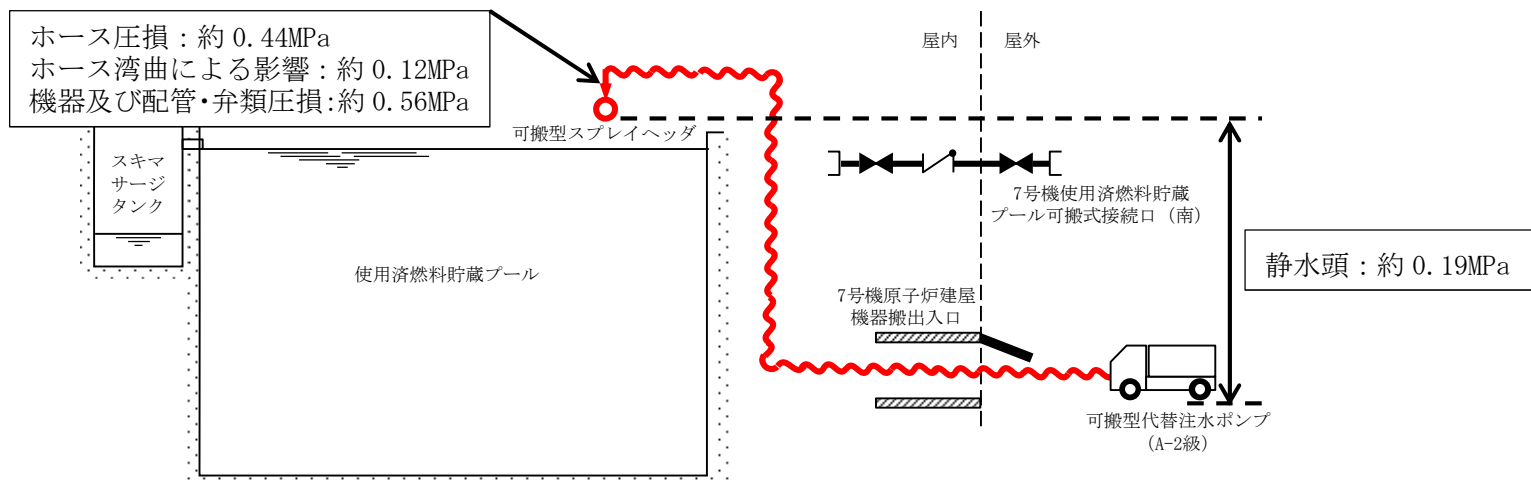 ホース圧損：約 0.44MPa
ホース湾曲による影響：約 0.12MPa
機器及び配管・弁類圧損:約 0.56MPa
屋内
屋外
可搬型スプレイヘッダ
スキマ
サージ
タンク
7号機使用済燃料貯蔵
プール可搬式接続口（南）
静水頭：約 0.19MPa
使用済燃料貯蔵プール
7号機原子炉建屋
機器搬出入口
可搬型代替注水ポンプ
(A-2級)